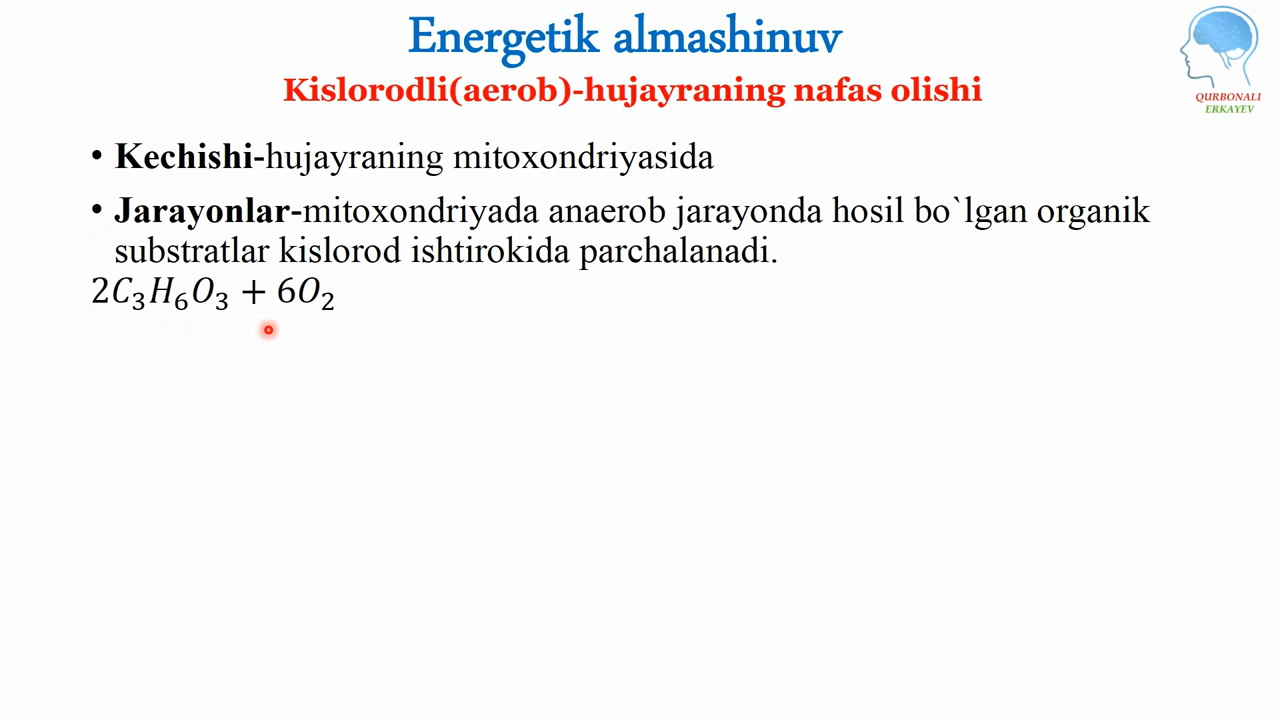 Energetik almashinuv
Kislorodli(aerob)-hujayraning nafas olishi
QURBONALI
ERKAYEV
• Kechishi-hujayraning mitoxondriyasida
• Jarayonlar-mitoxondriyada anaerob jarayonda hosil bo`lgan organik
substratlar kislorod ishtirokida parchalanadi.
2C₃H₆O₃ + 6O₂